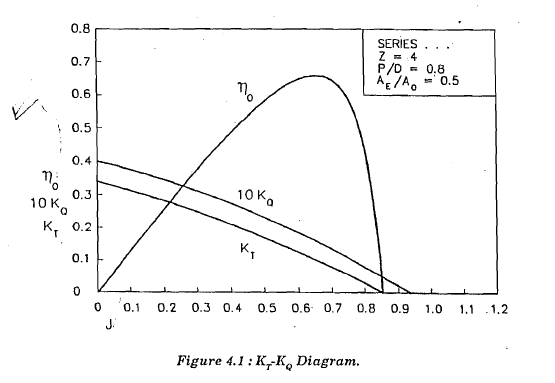 0.8
SERIES . . .
Z = 4
P/D = 0.8
A_E/A_O = 0.5
0.7
η_o
0.6
0.5
0.4
η_o
0.3
10 K_Q
10 K_Q
0.2
K_T
K_T
0.1
0
0 0.1 0.2 0.3 0.4 0.5 0.6 0.7 0.8 0.9 1.0 1.1 1.2
J
Figure 4.1 : K_T-K_Q Diagram.